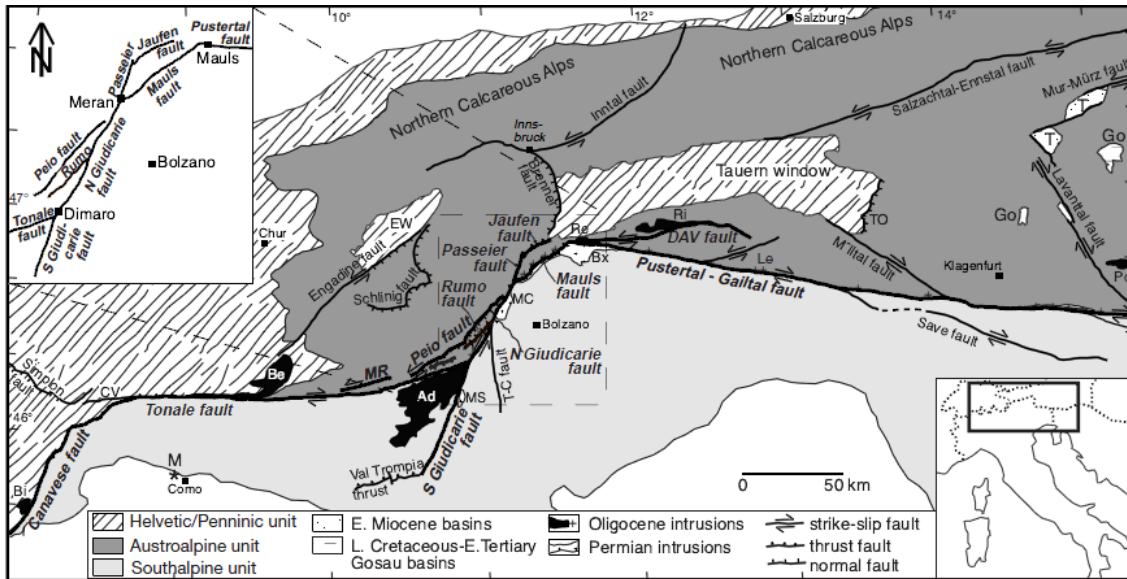 10°
12°
14°
47°
46°
N
Pustertal
fault
Jaufen
fault
Passeier
Mauls
Mauls
fault
Meran
Peio fault
Rumo
N Giudicarie
fault
Bolzano
Tonale
fault
Dimaro
S Giudi-
carie
fault
Salzburg
Northern Calcareous Alps
Northern Calcareous Alps
Inntal fault
Salzachtal-Ennstal fault
Mur-Mürz fault
T
T
Go
Go
Inns-
bruck
Brenner
fault
Tauern window
Lavanttal fault
TO
EW
Chur
Engadine fault
Schlinig
fault
Jaufen
fault
Passeier
fault
Rumo
fault
Re
Ri
DAV fault
Bx
Mauls
fault
Le
M"lltal fault
Klagenfurt
Pustertal - Gailtal fault
MC
Bolzano
Save fault
Peio fault
N Giudicarie
fault
T-C fault
Simplon
fault
CV
Be
MR
Tonale fault
Ad
MS
S Giudicarie
fault
Val Trompia
thrust
Canavese fault
Bi
M
Como
0 50 km
Helvetic/Penninic unit
Austroalpine unit
Southalpine unit
E. Miocene basins
L. Cretaceous-E.Tertiary
Gosau basins
Oligocene intrusions
Permian intrusions
strike-slip fault
thrust fault
normal fault